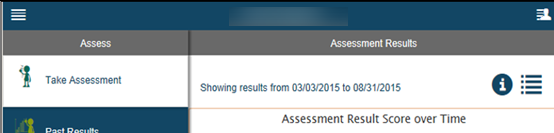 Assess
Assessment Results
Take Assessment
Showing results from 03/03/2015 to 08/31/2015
Past Results
Assessment Result Score over Time